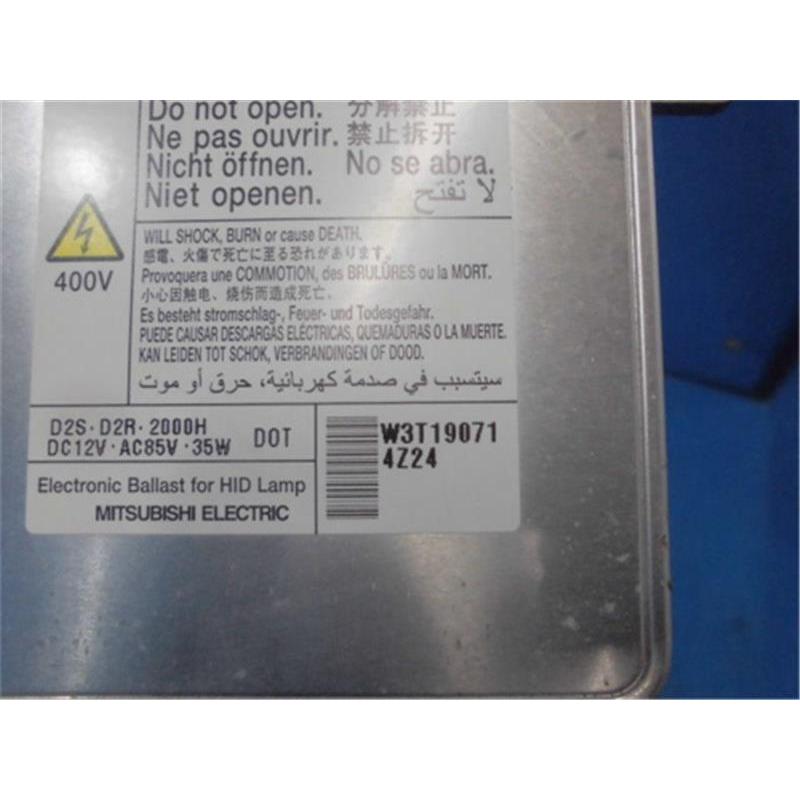 Do not open. 分解禁止
Ne pas ouvrir. 禁止拆开
Nicht öffnen. No se abra.
Niet openen. لا تفتح
400V
WILL SHOCK, BURN or cause DEATH.
感電、火傷で死亡に至る恐れがあります。
Provoquera une COMMOTION, des BRULÛRES ou la MORT.
小心因触电、烧伤而造成死亡.
Es besteht stromschlag-, Feuer- und Todesgefahr.
PUEDE CAUSAR DESCARGAS ELÉCTRICAS, QUEMADURAS O LA MUERTE.
KAN LEIDEN TOT SCHOK, VERBRANDINGEN OF DOOD.
سيتسبب في صدمة كهربائية، حرق أو موت
D2S·D2R·2000H
DC12V·AC85V·35W DOT
W3T19071
4Z24
Electronic Ballast for HID Lamp
MITSUBISHI ELECTRIC